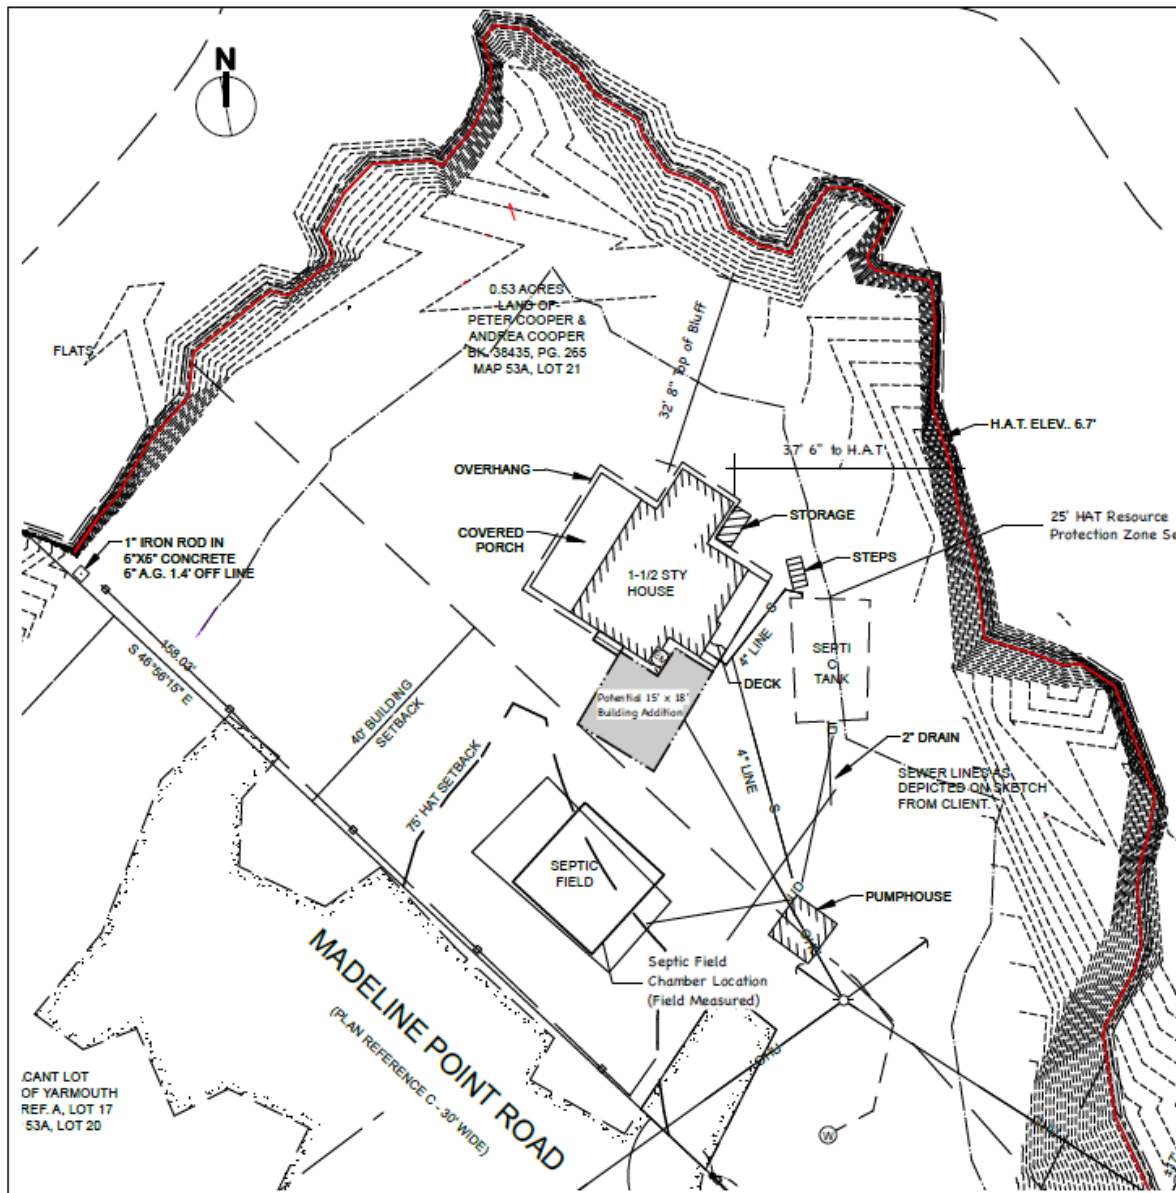 N
0.53 ACRES
LAND OF
PETER COOPER &
ANDREA COOPER
BK. 38435, PG. 265
MAP 53A, LOT 21
FLATS
32' 8" Top of Bluff
H.A.T. ELEV.. 6.7'
37' 6" to H.A.T
OVERHANG
STORAGE
25' HAT Resource
Protection Zone Se
COVERED
PORCH
1" IRON ROD IN
6"X6" CONCRETE
6" A.G. 1.4' OFF LINE
STEPS
1-1/2 STY
HOUSE
4" LINE
S
SEPTI
C
TANK
158.03'
S 46°56'15" E
EM
DECK
Potential 15' x 18'
Building Addition
40' BUILDING
SETBACK
2" DRAIN
75' HAT SETBACK
4" LINE
S
SEWER LINES AS
DEPICTED ON SKETCH
FROM CLIENT.
SEPTIC
FIELD
PUMPHOUSE
Septic Field
Chamber Location
(Field Measured)
MADELINE POINT ROAD
(PLAN REFERENCE C - 30' WIDE)
OHU
CANT LOT
OF YARMOUTH
REF. A, LOT 17
53A, LOT 20
W